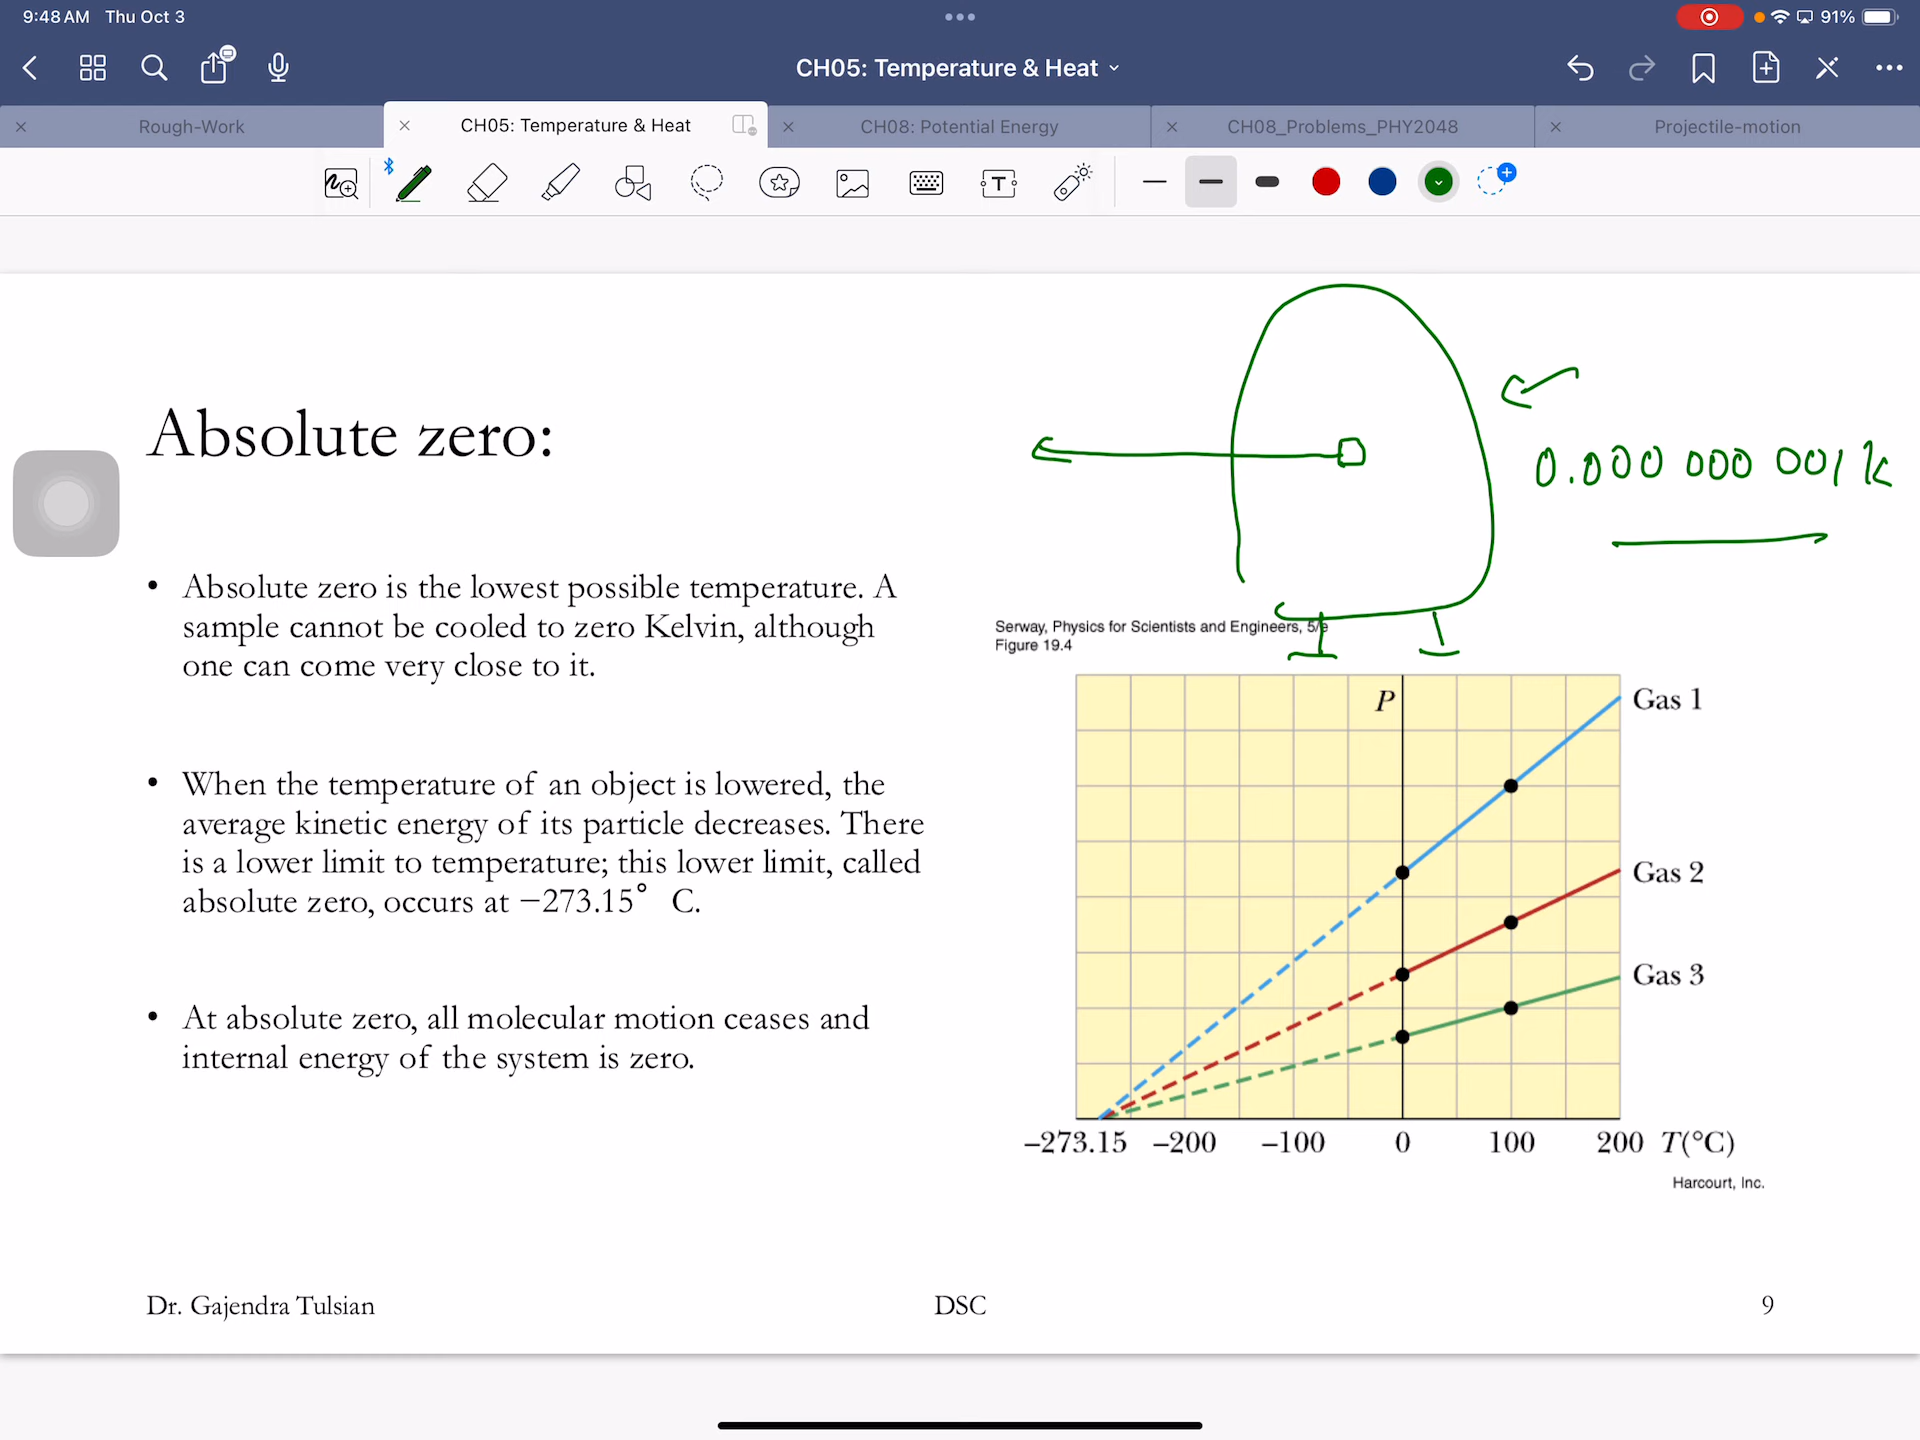 9:48 AM Thu Oct 3
91%
CH05: Temperature & Heat
Rough-Work
CH05: Temperature & Heat
CH08: Potential Energy
CH08_Problems_PHY2048
Projectile-motion
T
Absolute zero:
0.000 000 001 k
• Absolute zero is the lowest possible temperature. A
sample cannot be cooled to zero Kelvin, although
one can come very close to it.
• When the temperature of an object is lowered, the
average kinetic energy of its particle decreases. There
is a lower limit to temperature; this lower limit, called
absolute zero, occurs at −273.15° C.
• At absolute zero, all molecular motion ceases and
internal energy of the system is zero.
Serway, Physics for Scientists and Engineers, 5/e
Figure 19.4
P
Gas 1
Gas 2
Gas 3
−273.15 −200 −100 0 100 200 T(°C)
Harcourt, Inc.
Dr. Gajendra Tulsian
DSC
9